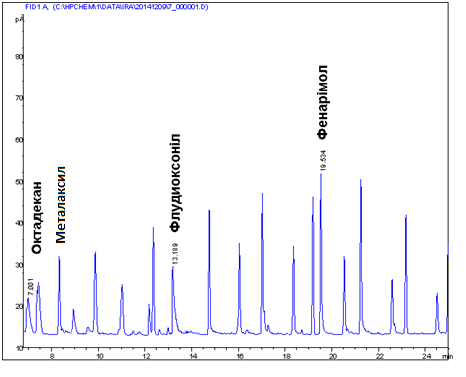 FID1 A, (C:\HPCHEM\1\DATA\IRA\20141209\7_000001.D)
pA
80
70
60
50
40
30
20
10
Октадекан
Металаксил
Флудиоксоніл
Фенарімол
7.001
13.189
19.534
8 10 12 14 16 18 20 22 24 min